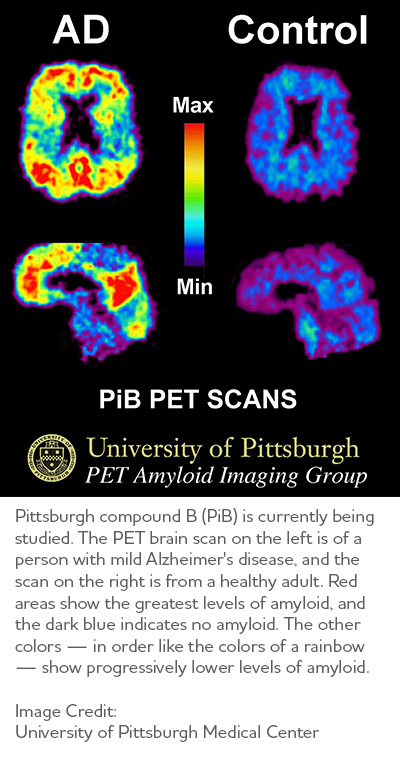 AD Control
Max
Min
PiB PET SCANS
University of Pittsburgh
PET Amyloid Imaging Group
Pittsburgh compound B (PiB) is currently being
studied. The PET brain scan on the left is of a
person with mild Alzheimer's disease, and the
scan on the right is from a healthy adult. Red
areas show the greatest levels of amyloid, and
the dark blue indicates no amyloid. The other
colors — in order like the colors of a rainbow
— show progressively lower levels of amyloid.
Image Credit:
University of Pittsburgh Medical Center